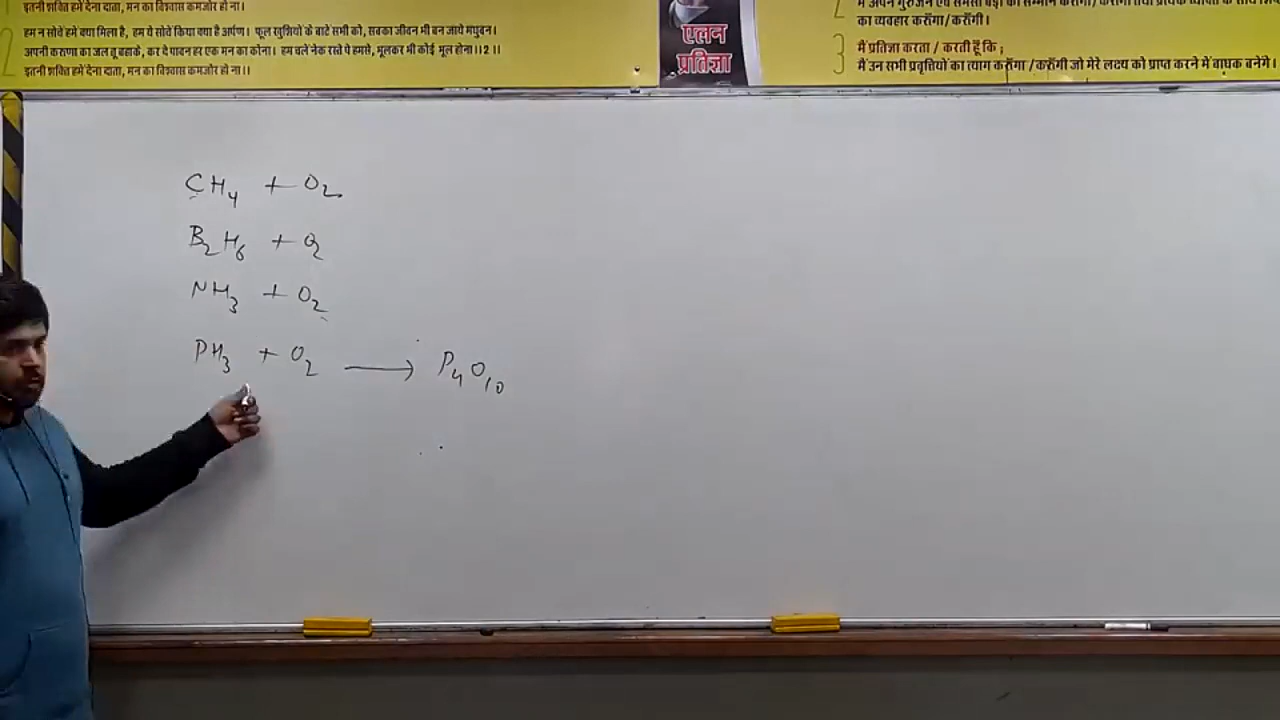 इतनी शक्ति हमें देना दाता, मन का विश्वास कमजोर हो ना।
2 हम न सोचें हमें क्या मिला है, हम ये सोचें किया क्या है अर्पण। फूल खुशियों के बाटे सभी को, सबका जीवन भी बन जाये मधुबन।
अपनी करुणा का जल तू बहाके, कर दे पावन हर एक मन का कोना। हम चलें नेक रस्ते पे हमसे, भूलकर भी कोई भूल होना।।2।।
इतनी शक्ति हमें देना दाता, मन का विश्वास कमजोर हो ना।।
एलन
प्रतिज्ञा
2
का व्यवहार करूँगा/करूँगी।
3 मैं प्रतिज्ञा करता / करती हूँ कि ;
मैं उन सभी प्रवृत्तियों का त्याग करूँगा /करूँगी जो मेरे लक्ष्य को प्राप्त करने में बाधक बनेंगे।
CH4 + O2
B2H6 + O2
NH3 + O2
PH3 + O2 ⟶ P4O10